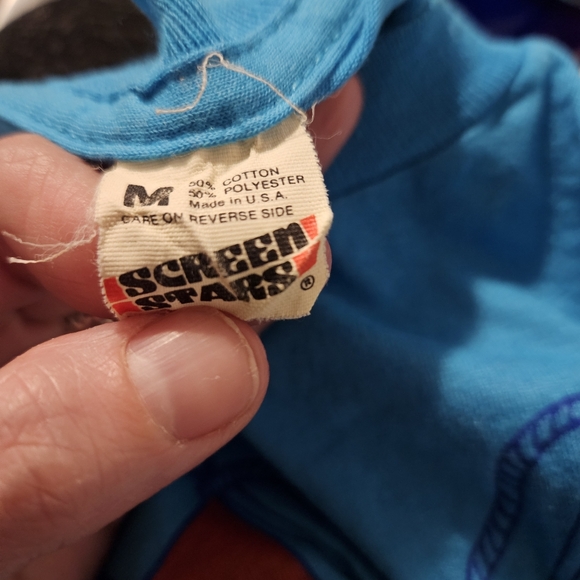 M
50% COTTON
50% POLYESTER
Made in U.S.A.
CARE ON REVERSE SIDE
SCREEN
STARS®